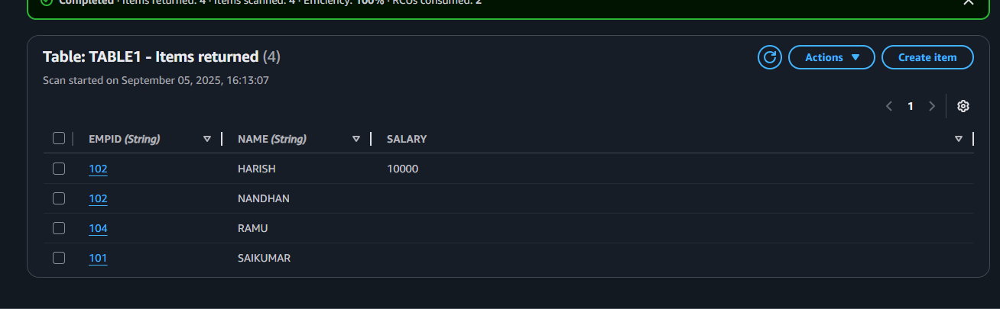 Completed · Items returned: 4 · Items scanned: 4 · Efficiency: 100% · RCUs consumed: 2
Table: TABLE1 - Items returned (4)
Actions
Create item
Scan started on September 05, 2025, 16:13:07
1
EMPID (String) NAME (String) SALARY
102 HARISH 10000
102 NANDHAN
104 RAMU
101 SAIKUMAR